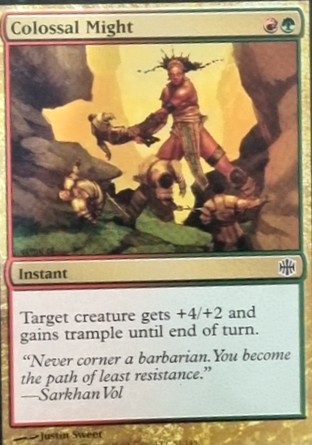 Colossal Might
Instant
Target creature gets +4/+2 and
gains trample until end of turn.
“Never corner a barbarian. You become
the path of least resistance.”
—Sarkhan Vol
Justin Sweet